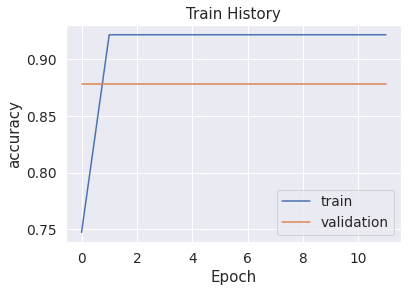 Train History
accuracy
0.90
0.85
0.80
0.75
train
validation
0 2 4 6 8 10
Epoch